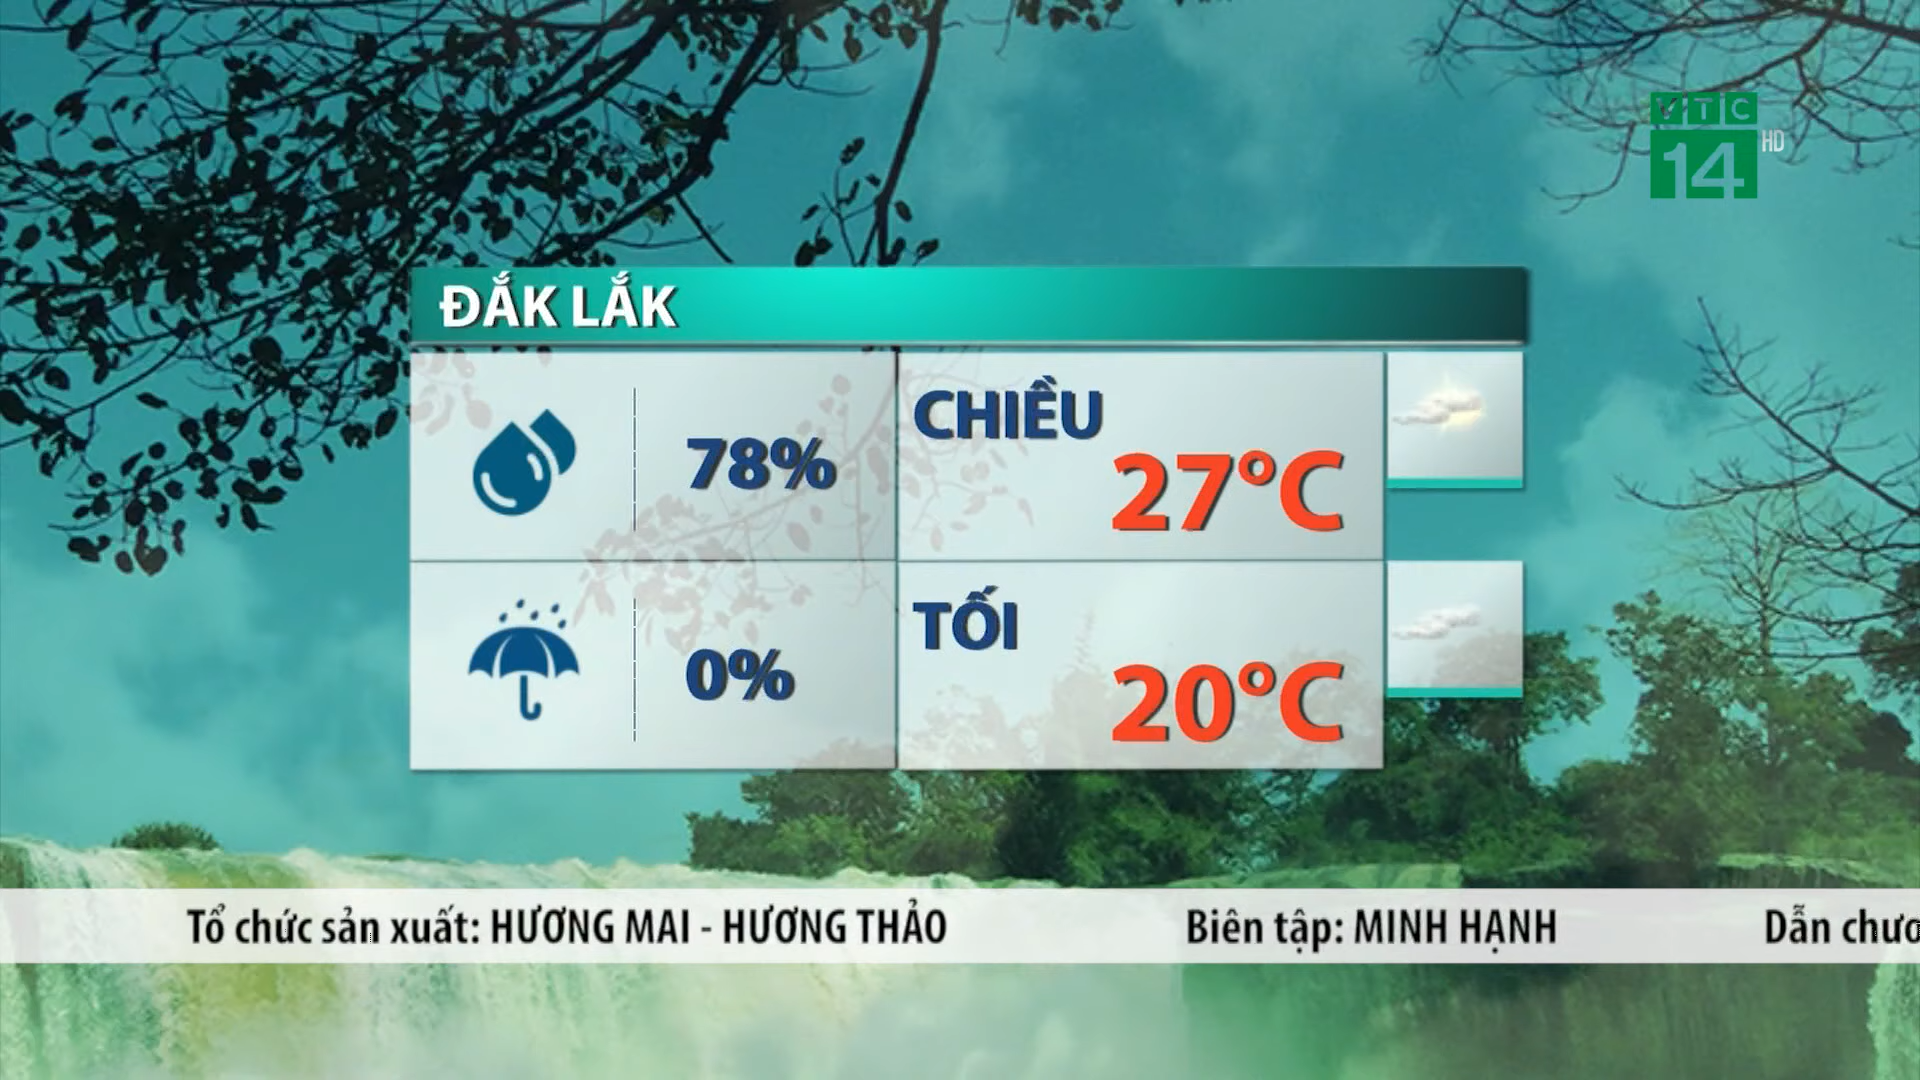 VTC
14 HD
ĐẮK LẮK
78%
CHIỀU
27°C
0%
TỐI
20°C
Tổ chức sản xuất: HƯƠNG MAI - HƯƠNG THẢO Biên tập: MINH HẠNH Dẫn